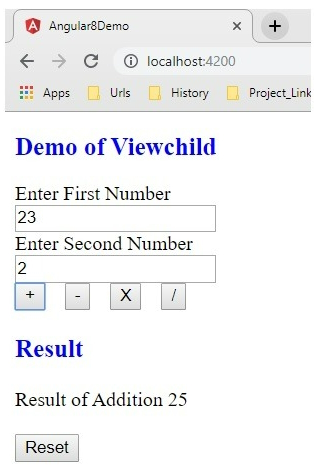 Angular8Demo
localhost:4200
Apps Urls History Project_Link
Demo of Viewchild
Enter First Number
23
Enter Second Number
2
+ - X /
Result
Result of Addition 25
Reset